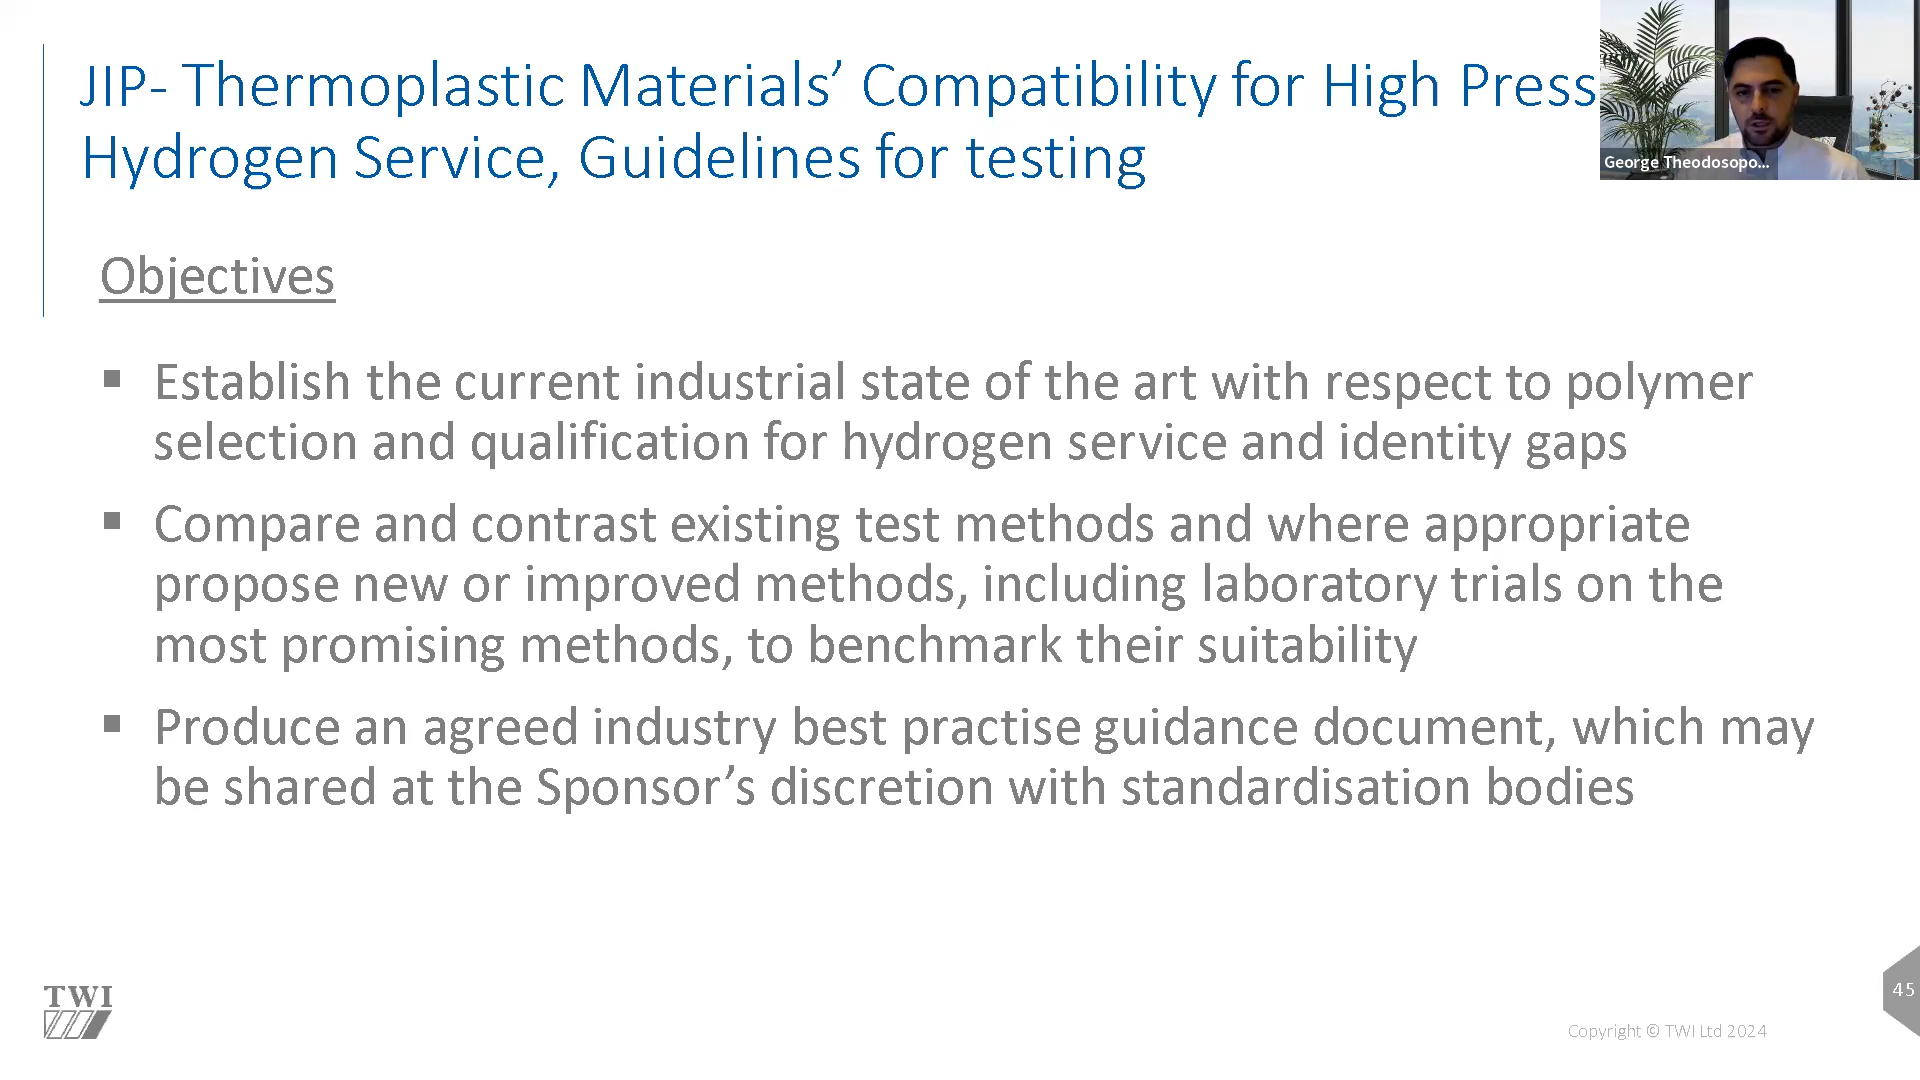 JIP- Thermoplastic Materials’ Compatibility for High Press
Hydrogen Service, Guidelines for testing
George Theodosopo...
Objectives
▪ Establish the current industrial state of the art with respect to polymer
selection and qualification for hydrogen service and identity gaps
▪ Compare and contrast existing test methods and where appropriate
propose new or improved methods, including laboratory trials on the
most promising methods, to benchmark their suitability
▪ Produce an agreed industry best practise guidance document, which may
be shared at the Sponsor’s discretion with standardisation bodies
TWI
45
Copyright © TWI Ltd 2024